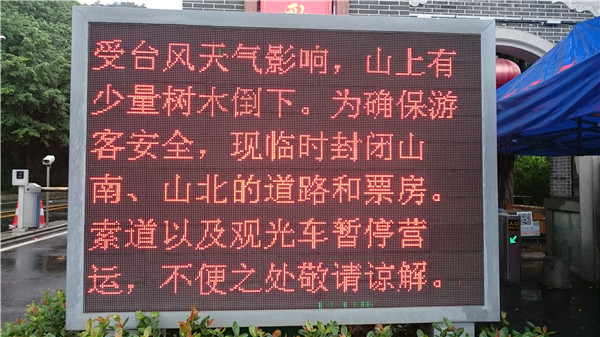 受台风天气影响，山上有
少量树木倒下。为确保游
客安全，现临时封闭山
南、山北的道路和票房。
索道以及观光车暂停营
运，不便之处敬请谅解。